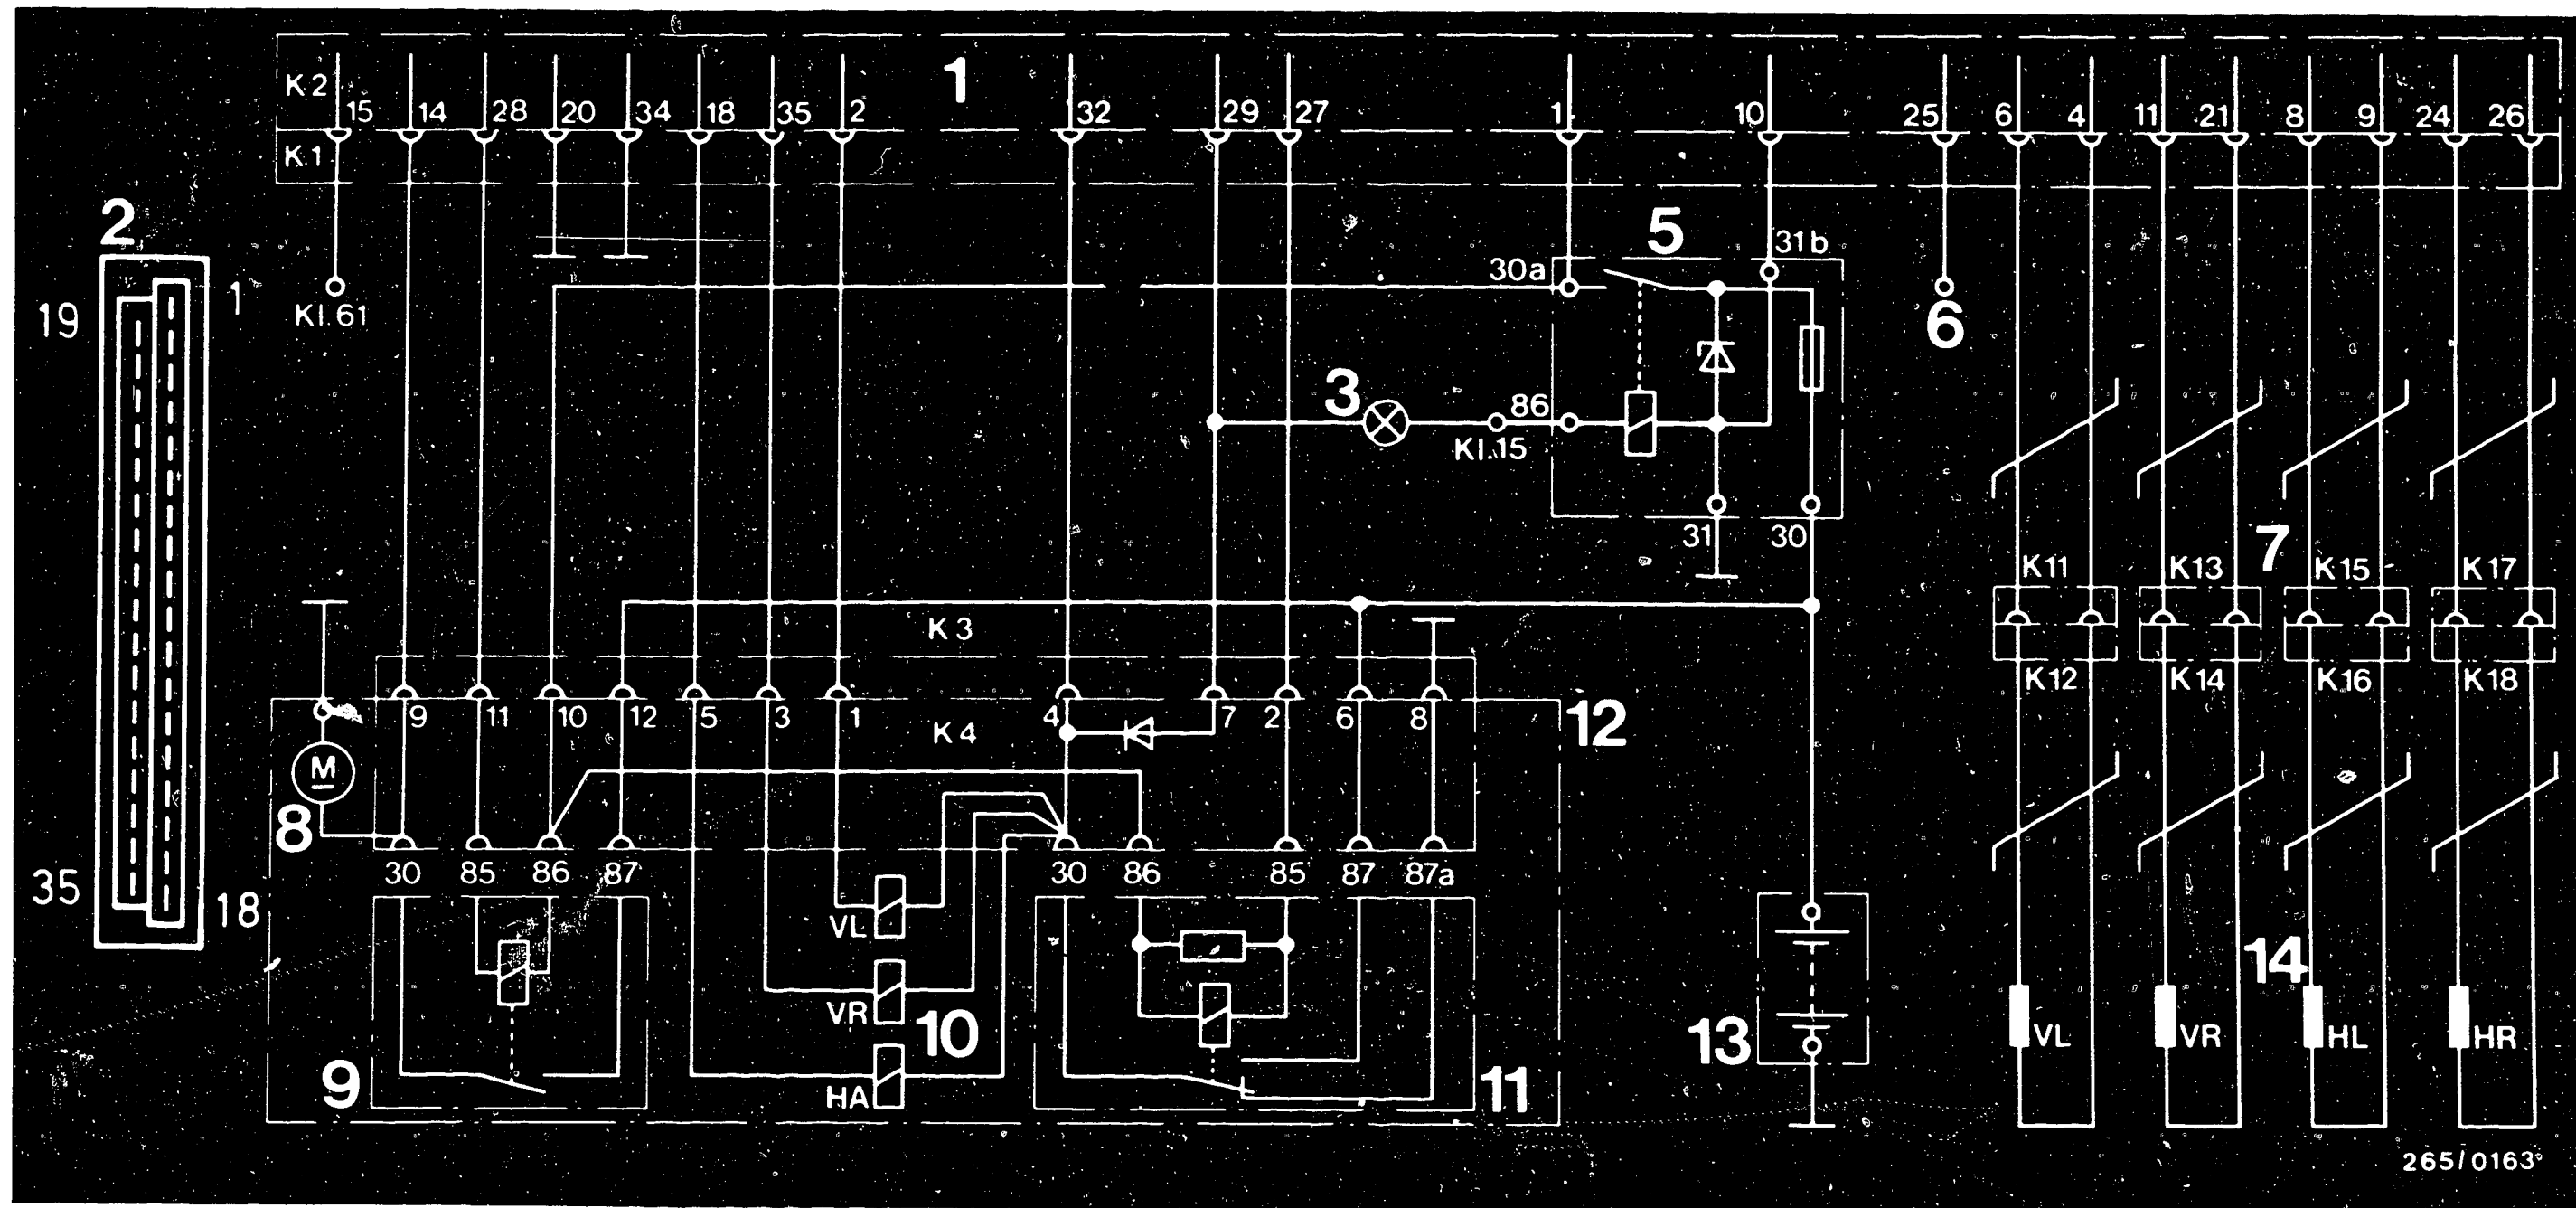 K2 15 14 28 20 34 18 35 2 1 32 29 27 1 10 25 6 4 11 21 8 9 24 26
K1
2
19 1
Kl.61
30a 5 31b
6
3 86
Kl.15
31 30
7
K11 K13 K15 K17
K3
K12 K14 K16 K18
9 11 10 12 5 3 1 4 7 2 6 8 12
K4
M
8
30 85 86 87 30 86 85 87 87a
35 18
VL
VR 10
HA
9 11
13
14
VL VR HL HR
265/0163